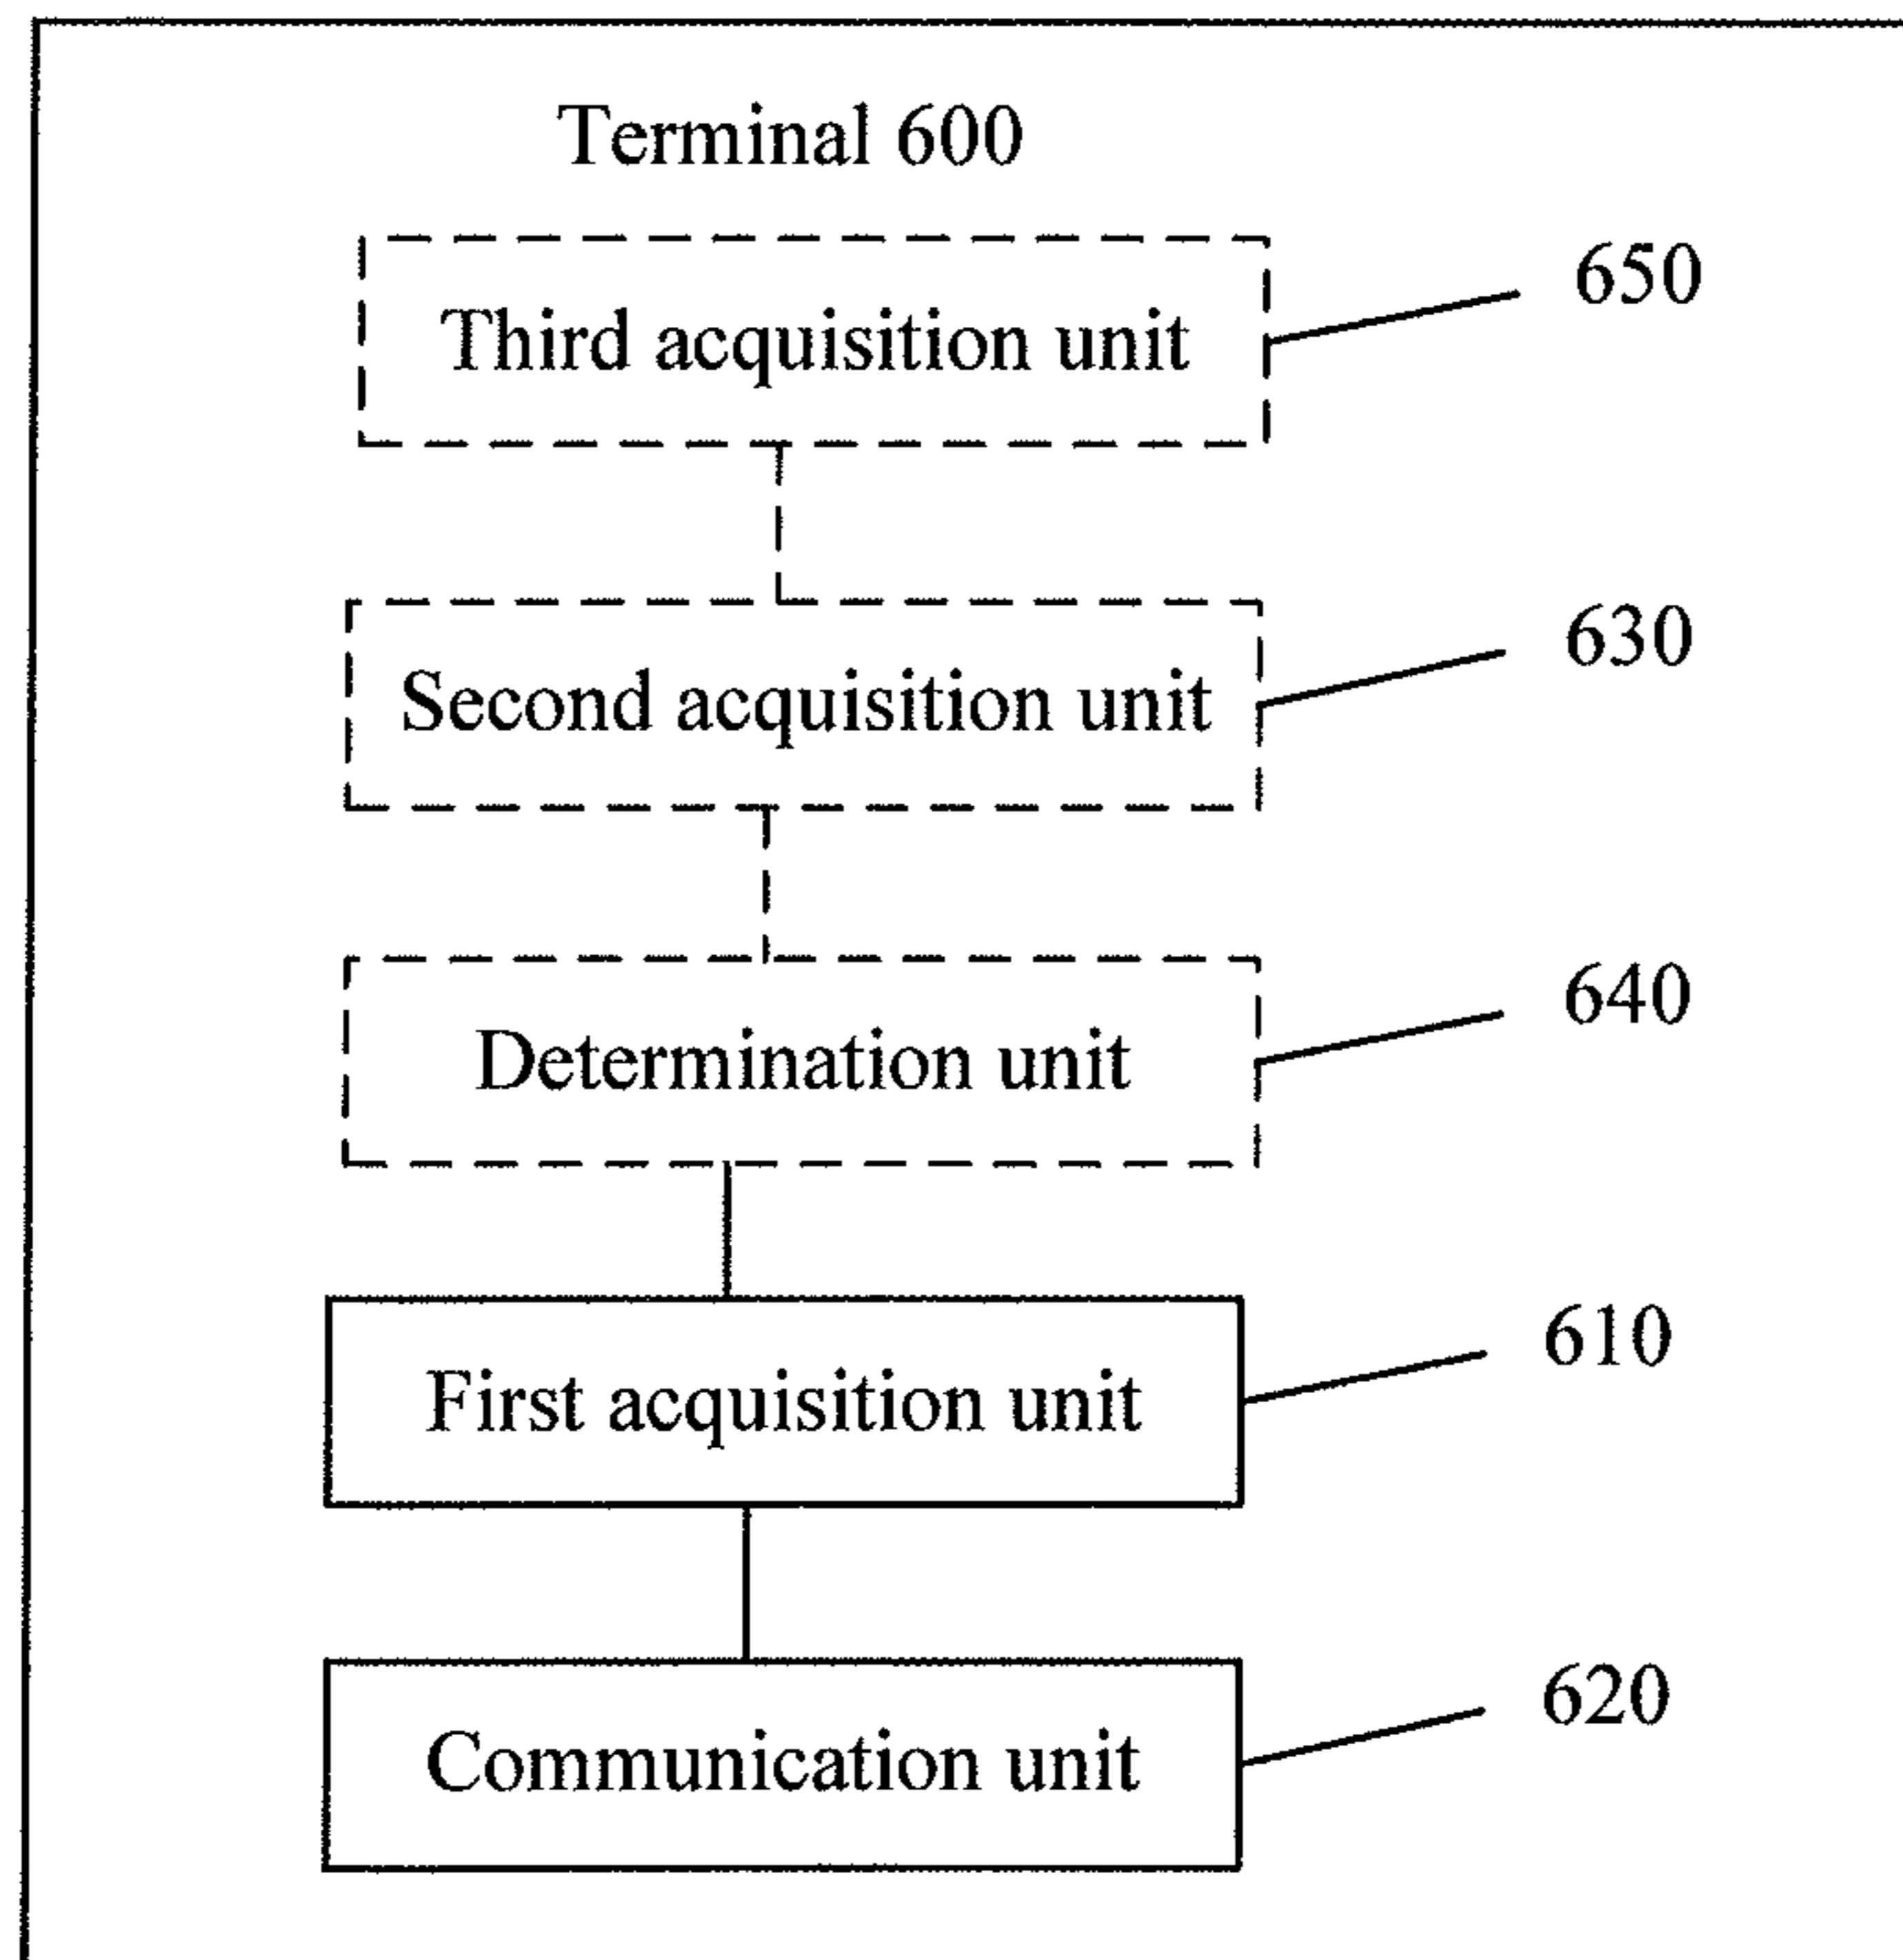 Terminal 600
Third acquisition unit
650
Second acquisition unit
630
Determination unit
640
First acquisition unit
610
Communication unit
620